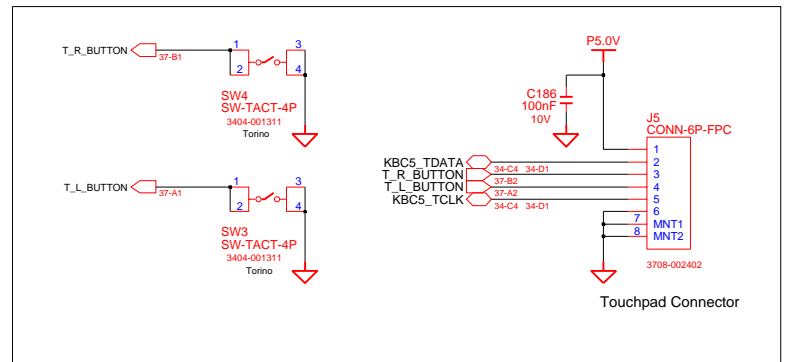 T_R_BUTTON
37-B1
1
2
3
4
SW4
SW-TACT-4P
3404-001311
Torino
T_L_BUTTON
37-A1
1
2
3
4
SW3
SW-TACT-4P
3404-001311
Torino
P5.0V
C186
100nF
10V
J5
CONN-6P-FPC
1
KBC5_TDATA 34-C4 34-D1 2
T_R_BUTTON 37-B2 3
T_L_BUTTON 37-A2 4
KBC5_TCLK 34-C4 34-D1 5
6
7 MNT1
8 MNT2
3708-002402
Touchpad Connector